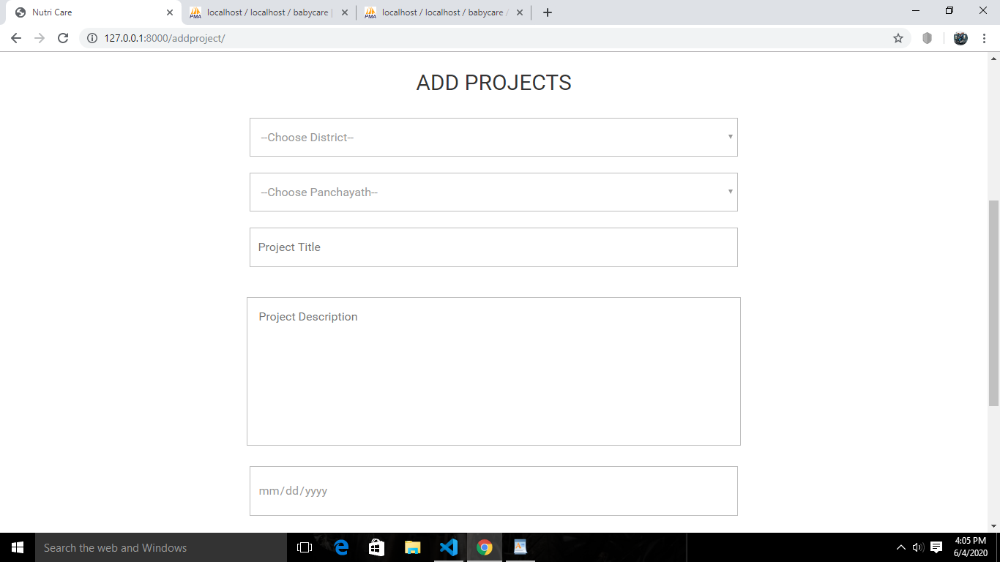 Nutri Care
localhost / localhost / babycare |
localhost / localhost / babycare /
127.0.0.1:8000/addproject/
ADD PROJECTS
--Choose District--
--Choose Panchayath--
Project Title
Project Description
mm/dd/yyyy
Search the web and Windows
4:05 PM
6/4/2020